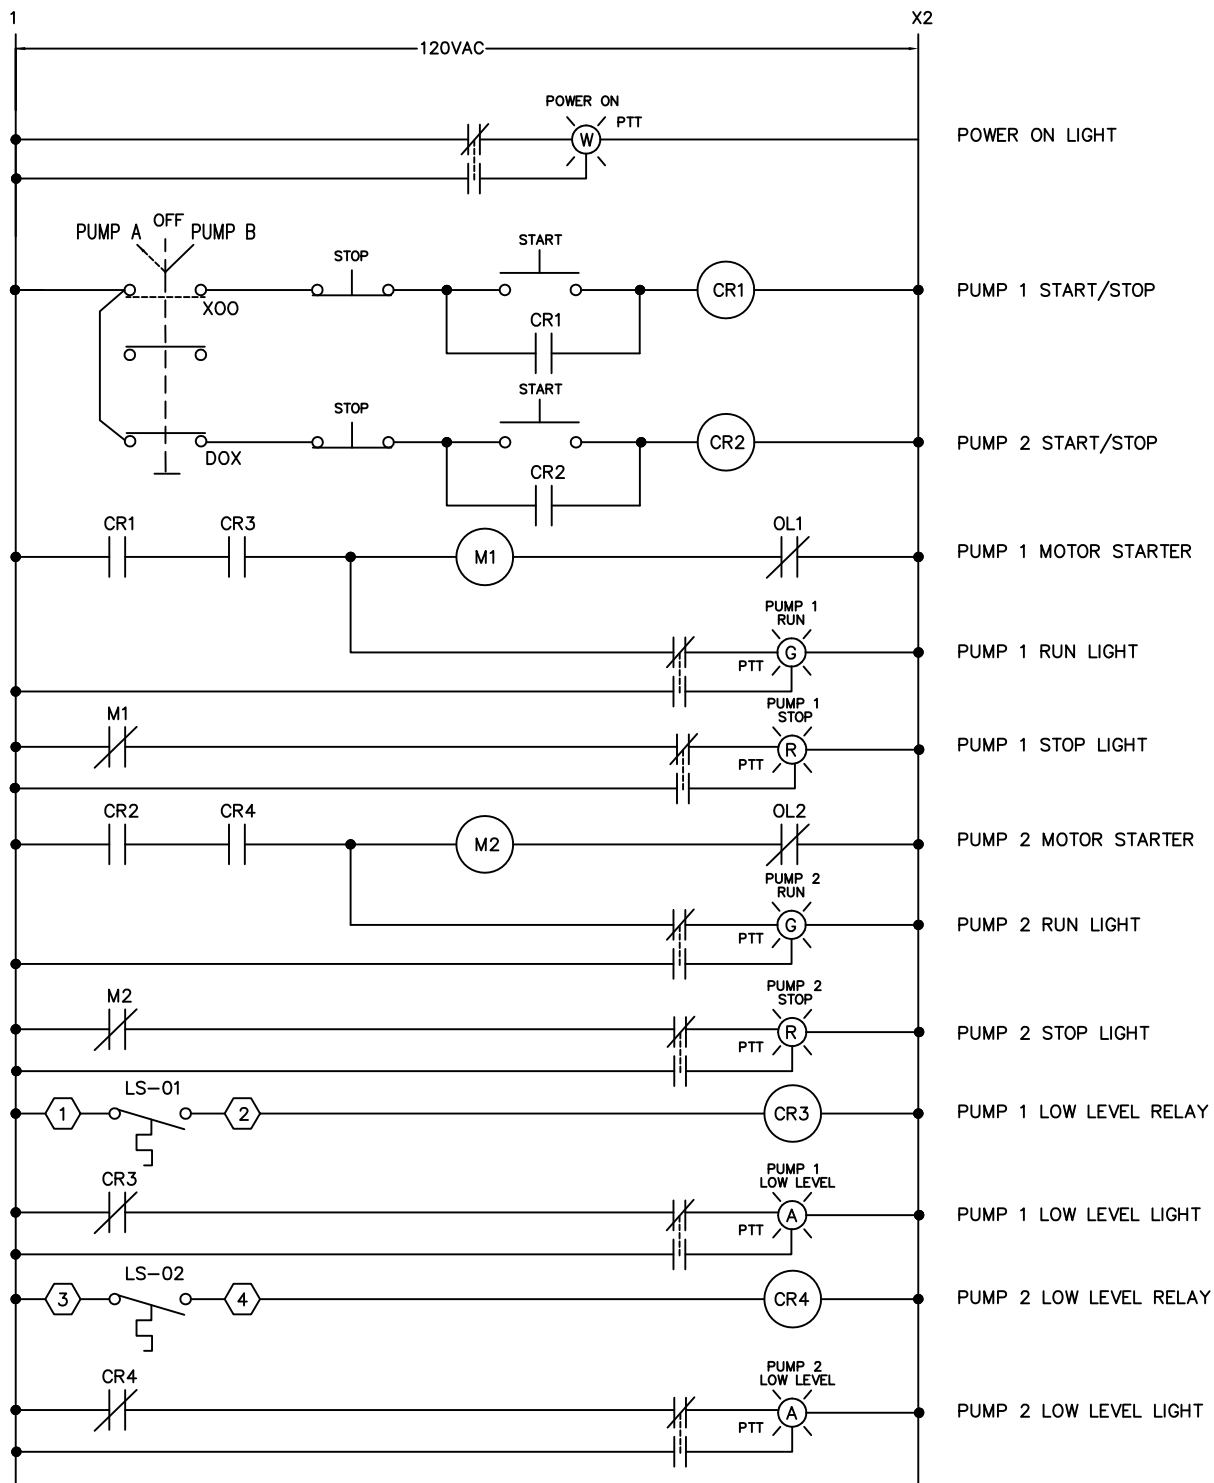 1 X2
120VAC
POWER ON
PTT
W
POWER ON LIGHT
OFF
PUMP A PUMP B
STOP
START
XOO
CR1
CR1
PUMP 1 START/STOP
STOP
START
DOX
CR2
CR2
PUMP 2 START/STOP
CR1 CR3 M1 OL1
PUMP 1 MOTOR STARTER
PUMP 1
RUN
PTT G
PUMP 1 RUN LIGHT
M1
PUMP 1
STOP
PTT R
PUMP 1 STOP LIGHT
CR2 CR4 M2 OL2
PUMP 2 MOTOR STARTER
PUMP 2
RUN
PTT G
PUMP 2 RUN LIGHT
M2
PUMP 2
STOP
PTT R
PUMP 2 STOP LIGHT
LS-01
1 2 CR3
PUMP 1 LOW LEVEL RELAY
CR3
PUMP 1
LOW LEVEL
PTT A
PUMP 1 LOW LEVEL LIGHT
LS-02
3 4 CR4
PUMP 2 LOW LEVEL RELAY
CR4
PUMP 2
LOW LEVEL
PTT A
PUMP 2 LOW LEVEL LIGHT